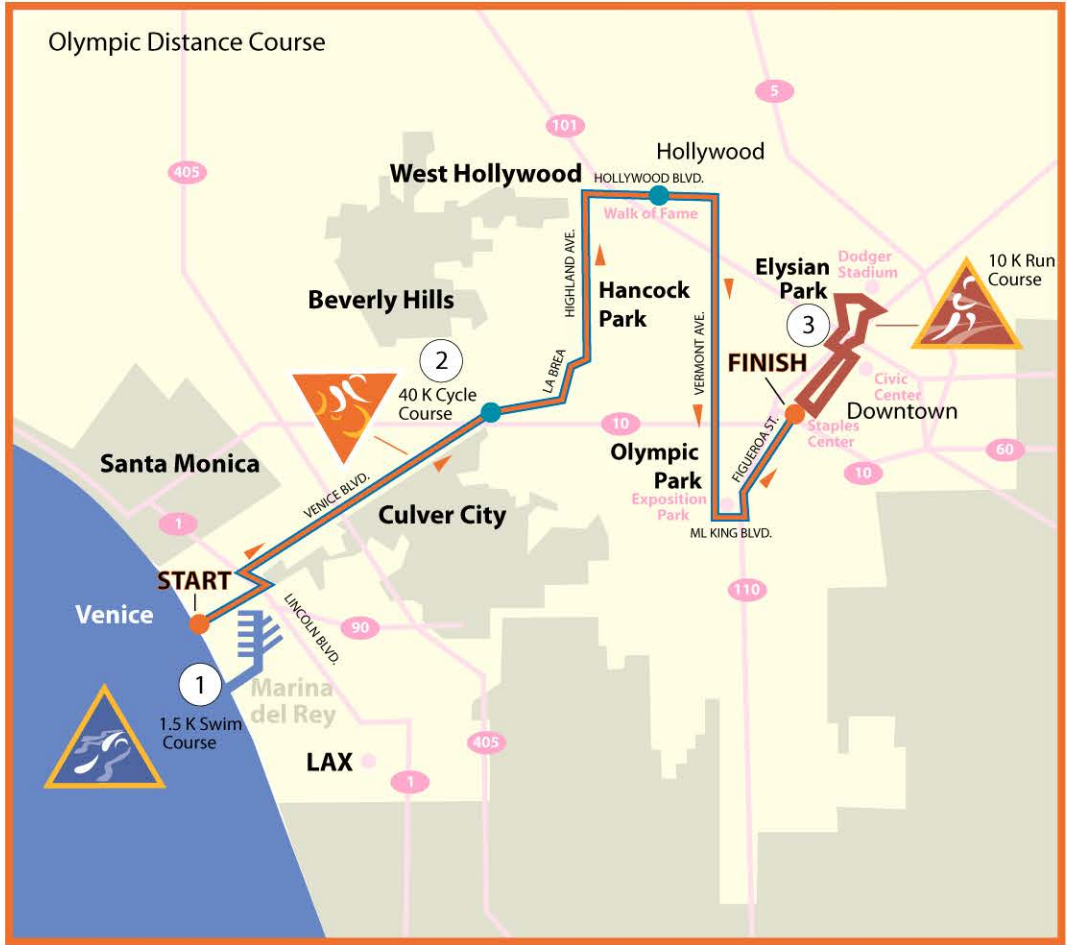 Olympic Distance Course
5
101
405
Hollywood
West Hollywood
HOLLYWOOD BLVD.
Walk of Fame
HIGHLAND AVE.
Dodger
Stadium
Elysian
Park
10 K Run
Course
Hancock
Park
Beverly Hills
VERMONT AVE.
3
2
FINISH
LA BREA
40 K Cycle
Course
Civic
Center
Downtown
10
Staples
Center
FIGUEROA ST.
60
10
Olympic
Park
Exposition
Park
ML KING BLVD.
Santa Monica
VENICE BLVD.
Culver City
1
START
Venice
LINCOLN BLVD.
90
110
1
1.5 K Swim
Course
Marina
del Rey
405
LAX
1